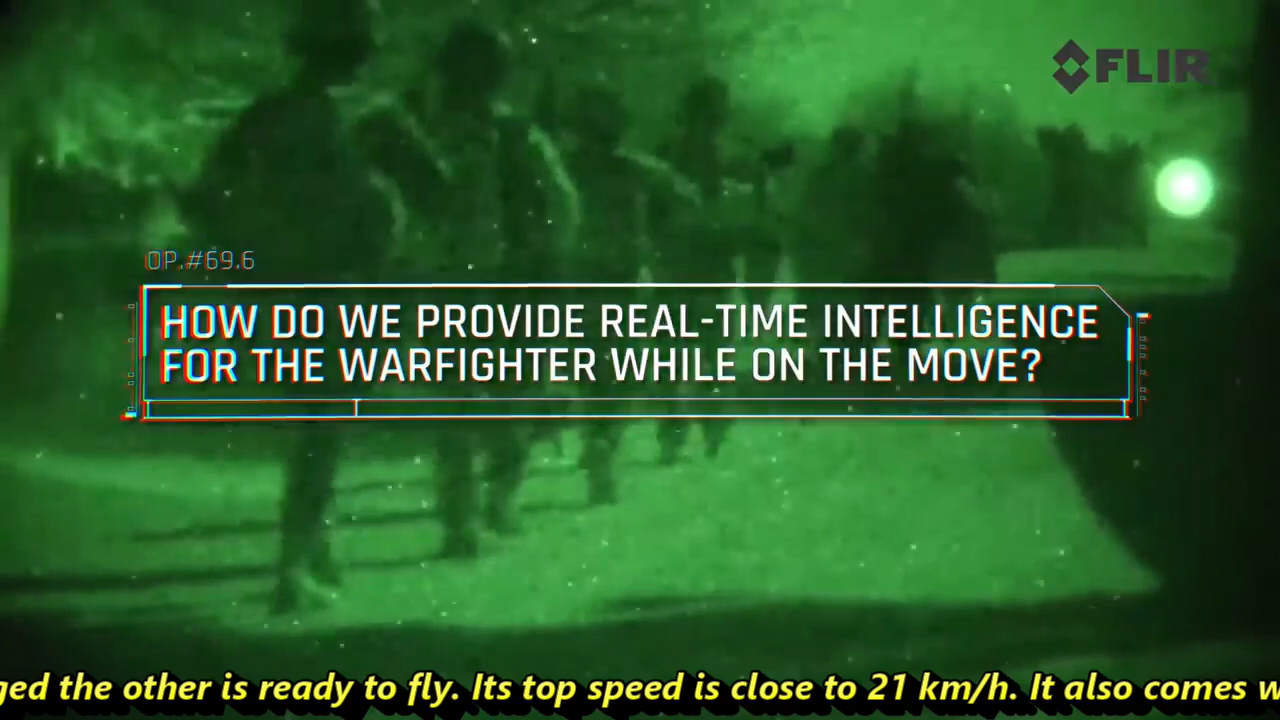 FLIR
OP.#69.6
HOW DO WE PROVIDE REAL-TIME INTELLIGENCE
FOR THE WARFIGHTER WHILE ON THE MOVE?
the other is ready to fly. Its top speed is close to 21 km/h. It also comes